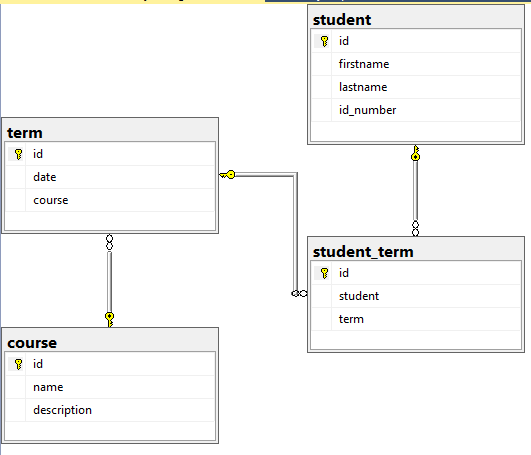 student
id
firstname
lastname
id_number
term
id
date
course
student_term
id
student
term
course
id
name
description